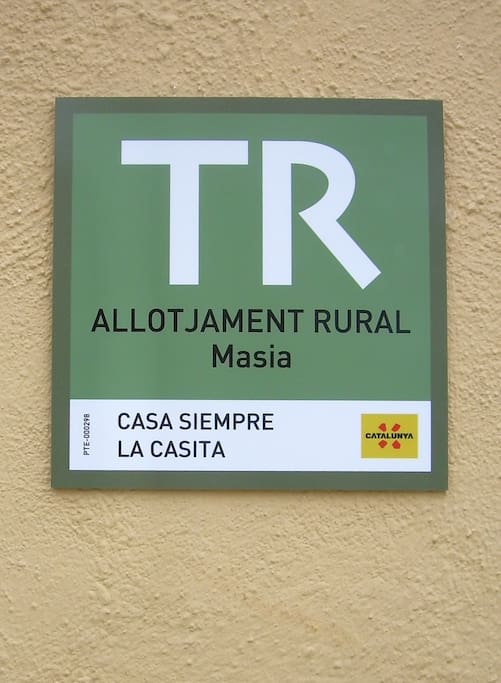 TR
ALLOTJAMENT RURAL
Masia
PTE-000298
CASA SIEMPRE
LA CASITA
CATALUNYA